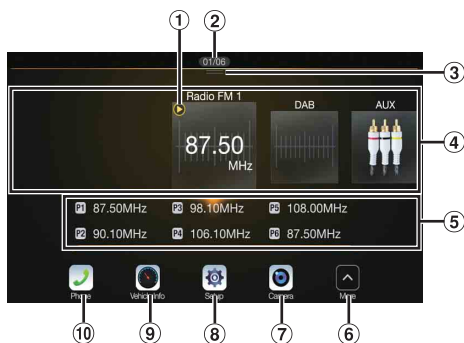 ① ②
01/06
③
Radio FM 1 DAB AUX
87.50
MHz
④
P1 87.50MHz P3 98.10MHz P5 108.00MHz
P2 90.10MHz P4 106.10MHz P6 87.50MHz
⑤
Phone Vehicle Info Setup Camera More
⑩ ⑨ ⑧ ⑦ ⑥